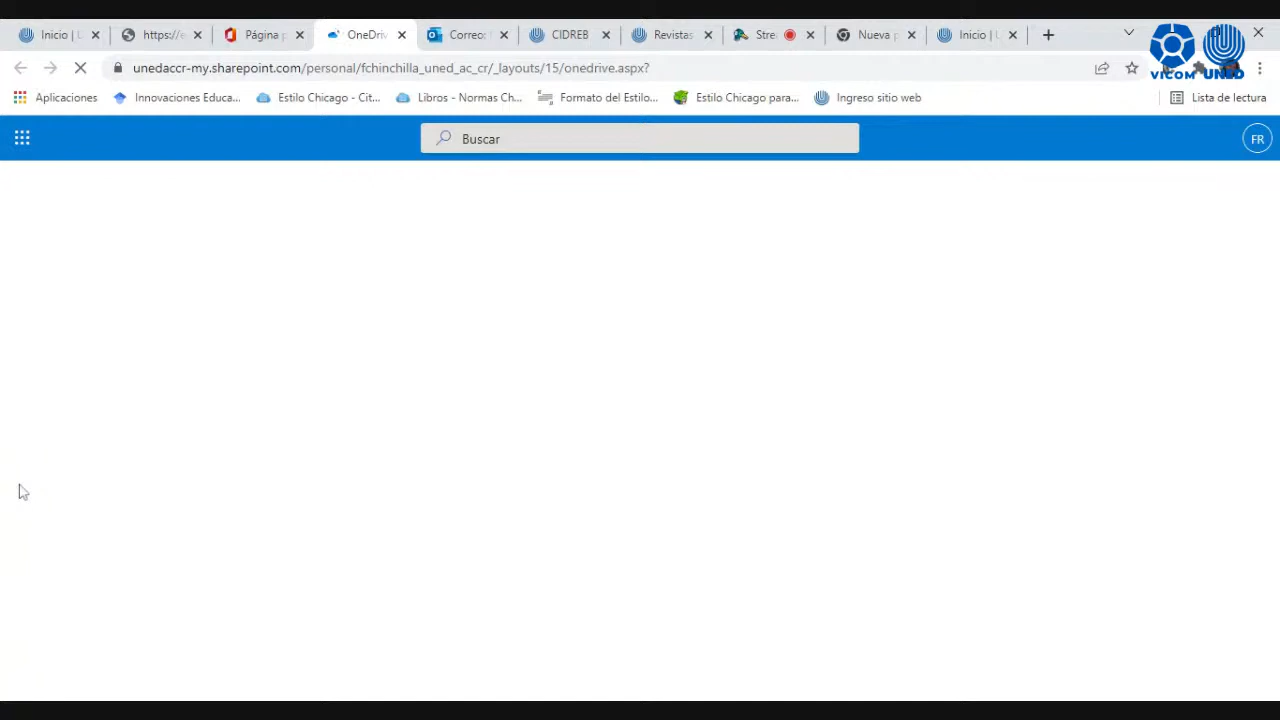 Inicio | L
https://e
Página p
OneDriv
Correo
CIDREB
Revistas
Stre
Nueva p
Inicio | L
unedaccr-my.sharepoint.com/personal/fchinchilla_uned_ac_cr/_layouts/15/onedrive.aspx?
VICOM UNED
Aplicaciones
Innovaciones Educa...
Estilo Chicago - Cit...
Libros - Normas Ch...
Formato del Estilo...
Estilo Chicago para...
Ingreso sitio web
Lista de lectura
Buscar
FR